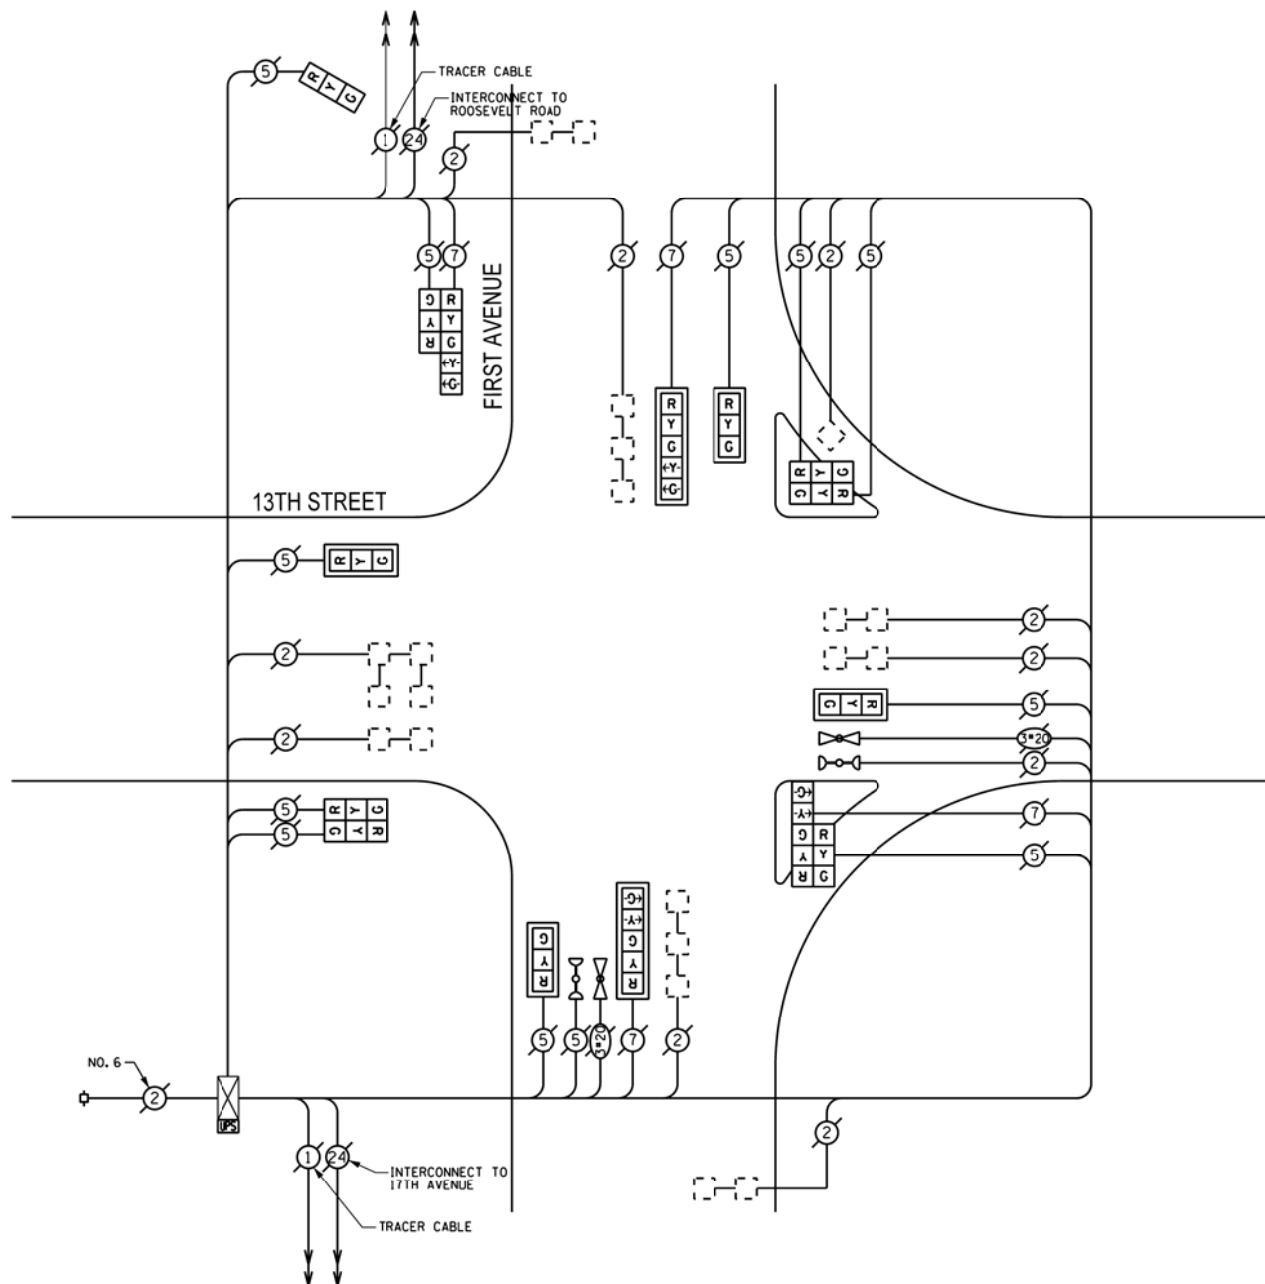 5
R Y G
TRACER CABLE
INTERCONNECT TO
ROOSEVELT ROAD
1
24
2
5
7
2
7
5
5
2
5
G Y R
R Y G ←Y- ←G-
FIRST AVENUE
R Y G ←Y- ←G-
R Y G
R Y G
G Y R
13TH STREET
5
R Y G
2
2
2
2
G Y R
5
3#20
2
2
5
5
R Y G
G Y R
←G- ←Y- G Y R
R Y G
7
5
G Y R
←G- ←Y- G Y R
5
5
3#20
7
2
NO. 6
2
UPS
2
1
24
INTERCONNECT TO
17TH AVENUE
TRACER CABLE